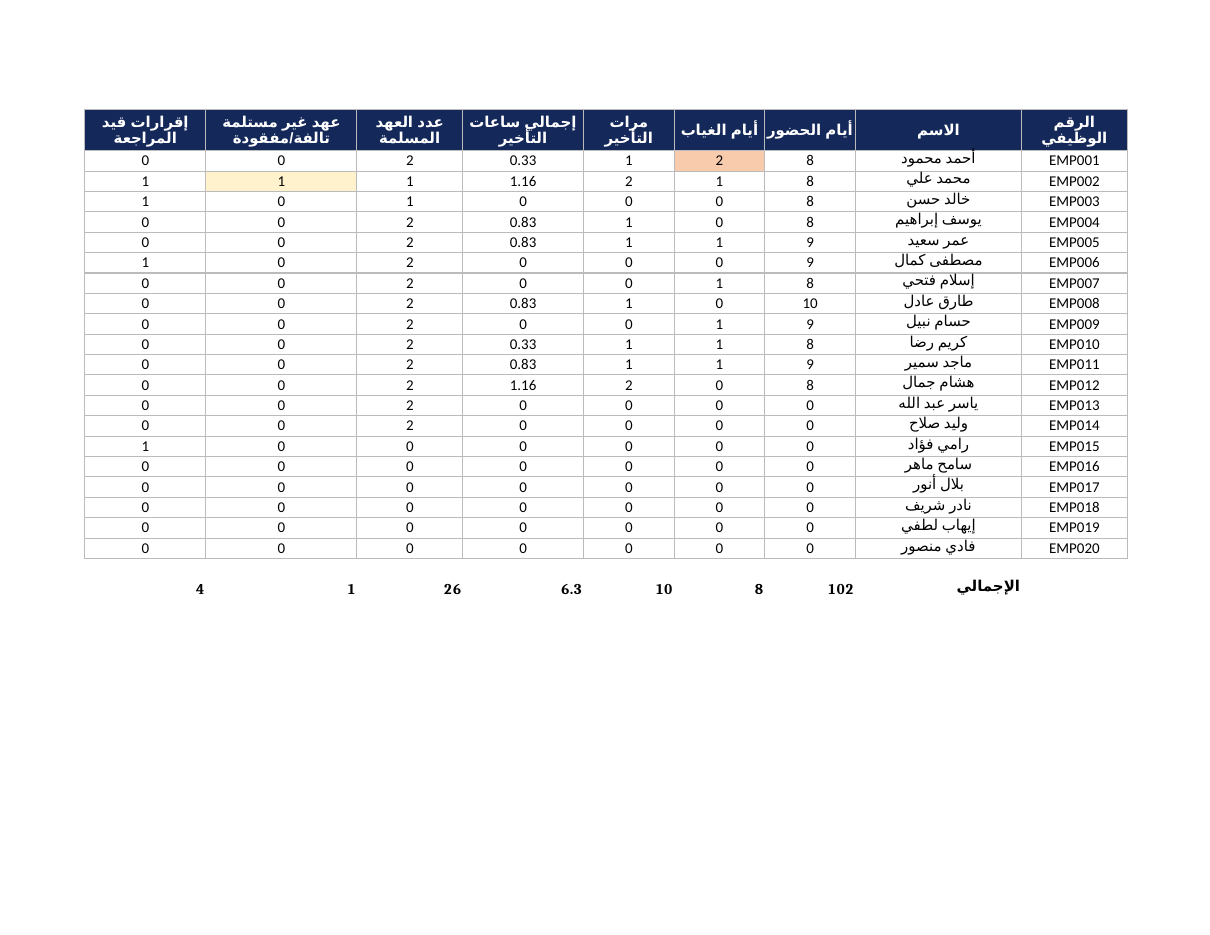 الرقم الوظيفي | الاسم | أيام الحضور | أيام الغياب | مرات التأخير | إجمالي ساعات التأخير | عدد العهد المسلمة | عهد غير مستلمة تالفة/مفقودة | إقرارات قيد المراجعة
EMP001 | أحمد محمود | 8 | 2 | 1 | 0.33 | 2 | 0 | 0
EMP002 | محمد علي | 8 | 1 | 2 | 1.16 | 1 | 1 | 1
EMP003 | خالد حسن | 8 | 0 | 0 | 0 | 1 | 0 | 1
EMP004 | يوسف إبراهيم | 8 | 0 | 1 | 0.83 | 2 | 0 | 0
EMP005 | عمر سعيد | 9 | 1 | 1 | 0.83 | 2 | 0 | 0
EMP006 | مصطفى كمال | 9 | 0 | 0 | 0 | 2 | 0 | 1
EMP007 | إسلام فتحي | 8 | 1 | 0 | 0 | 2 | 0 | 0
EMP008 | طارق عادل | 10 | 0 | 1 | 0.83 | 2 | 0 | 0
EMP009 | حسام نبيل | 9 | 1 | 0 | 0 | 2 | 0 | 0
EMP010 | كريم رضا | 8 | 1 | 1 | 0.33 | 2 | 0 | 0
EMP011 | ماجد سمير | 9 | 1 | 1 | 0.83 | 2 | 0 | 0
EMP012 | هشام جمال | 8 | 0 | 2 | 1.16 | 2 | 0 | 0
EMP013 | ياسر عبد الله | 0 | 0 | 0 | 0 | 2 | 0 | 0
EMP014 | وليد صلاح | 0 | 0 | 0 | 0 | 2 | 0 | 0
EMP015 | رامي فؤاد | 0 | 0 | 0 | 0 | 0 | 0 | 1
EMP016 | سامح ماهر | 0 | 0 | 0 | 0 | 0 | 0 | 0
EMP017 | بلال أنور | 0 | 0 | 0 | 0 | 0 | 0 | 0
EMP018 | نادر شريف | 0 | 0 | 0 | 0 | 0 | 0 | 0
EMP019 | إيهاب لطفي | 0 | 0 | 0 | 0 | 0 | 0 | 0
EMP020 | فادي منصور | 0 | 0 | 0 | 0 | 0 | 0 | 0
الإجمالي | 102 | 8 | 10 | 6.3 | 26 | 1 | 4